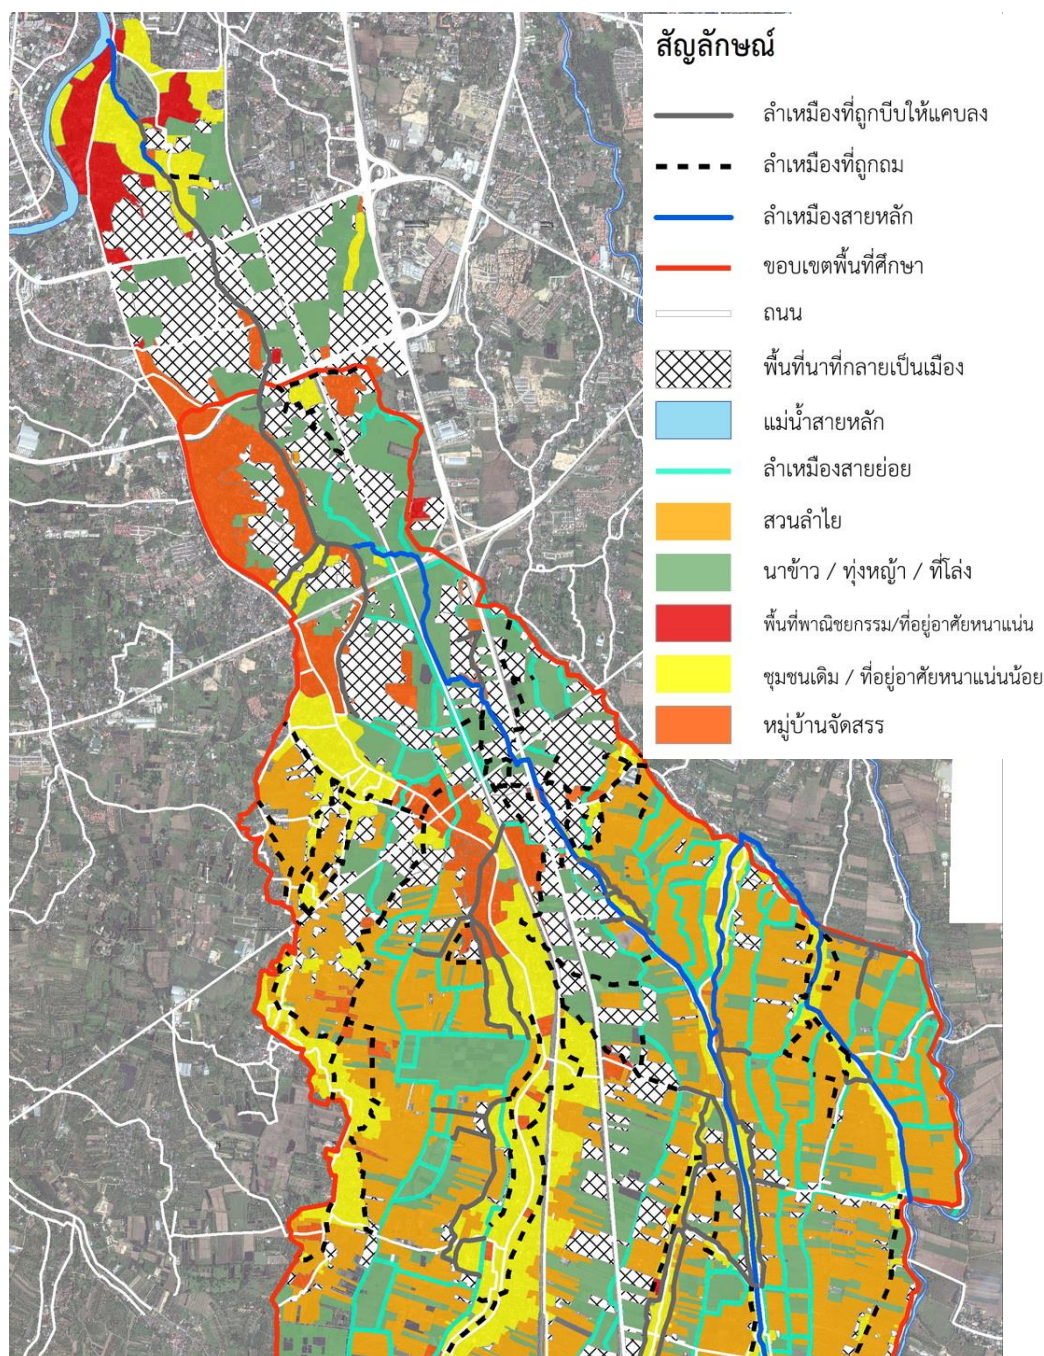 สัญลักษณ์
ลำเหมืองที่ถูกบีบให้แคบลง
ลำเหมืองที่ถูกถม
ลำเหมืองสายหลัก
ขอบเขตพื้นที่ศึกษา
ถนน
พื้นที่นาที่กลายเป็นเมือง
แม่น้ำสายหลัก
ลำเหมืองสายย่อย
สวนลำไย
นาข้าว / ทุ่งหญ้า / ที่โล่ง
พื้นที่พาณิชยกรรม/ที่อยู่อาศัยหนาแน่น
ชุมชนเดิม / ที่อยู่อาศัยหนาแน่นน้อย
หมู่บ้านจัดสรร